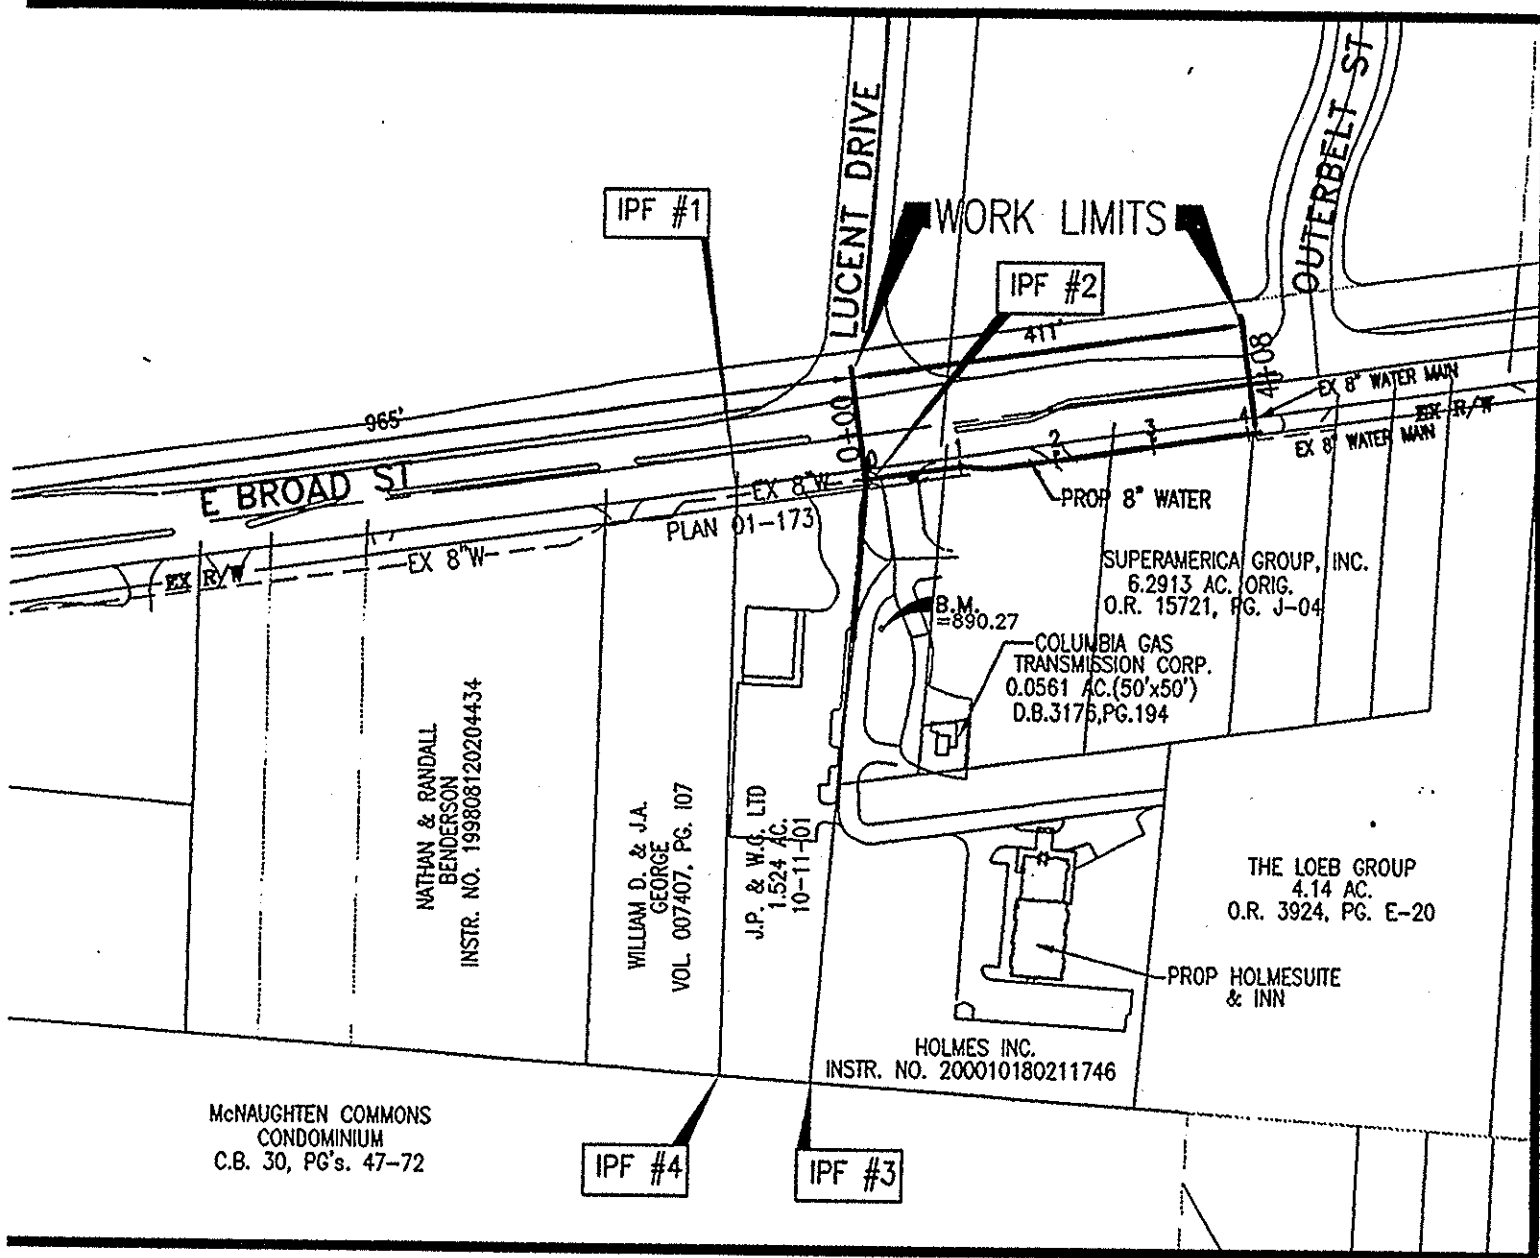 LUCENT DRIVE
OUTERBELT ST
IPF #1
WORK LIMITS
IPF #2
411'
4+08
965'
0+00
EX 8" WATER MAIN
EX R/W
EX 8" WATER MAIN
E BROAD ST
0
1
2
3
4
EX 8"W
PLAN 01-173
PROP 8" WATER
EX R/W
EX 8"W
SUPERAMERICA GROUP, INC.
6.2913 AC. ORIG.
O.R. 15721, PG. J-04
B.M.
=890.27
COLUMBIA GAS
TRANSMISSION CORP.
0.0561 AC.(50'x50')
D.B.3176,PG.194
NATHAN & RANDALL
BENDERSON
INSTR. NO. 199808120204434
WILLIAM D. & J.A.
GEORGE
VOL. 007407, PG. 107
J.P. & W.G. LTD
1.524 AC.
10-11-01
THE LOEB GROUP
4.14 AC.
O.R. 3924, PG. E-20
PROP HOLMESUITE
& INN
HOLMES INC.
INSTR. NO. 200010180211746
McNAUGHTEN COMMONS
CONDOMINIUM
C.B. 30, PG's. 47-72
IPF #4
IPF #3